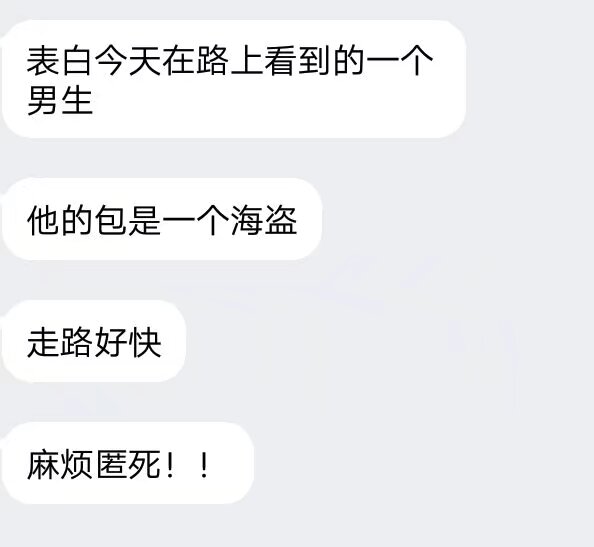 表白今天在路上看到的一个
男生
他的包是一个海盗
走路好快
麻烦匿死！！